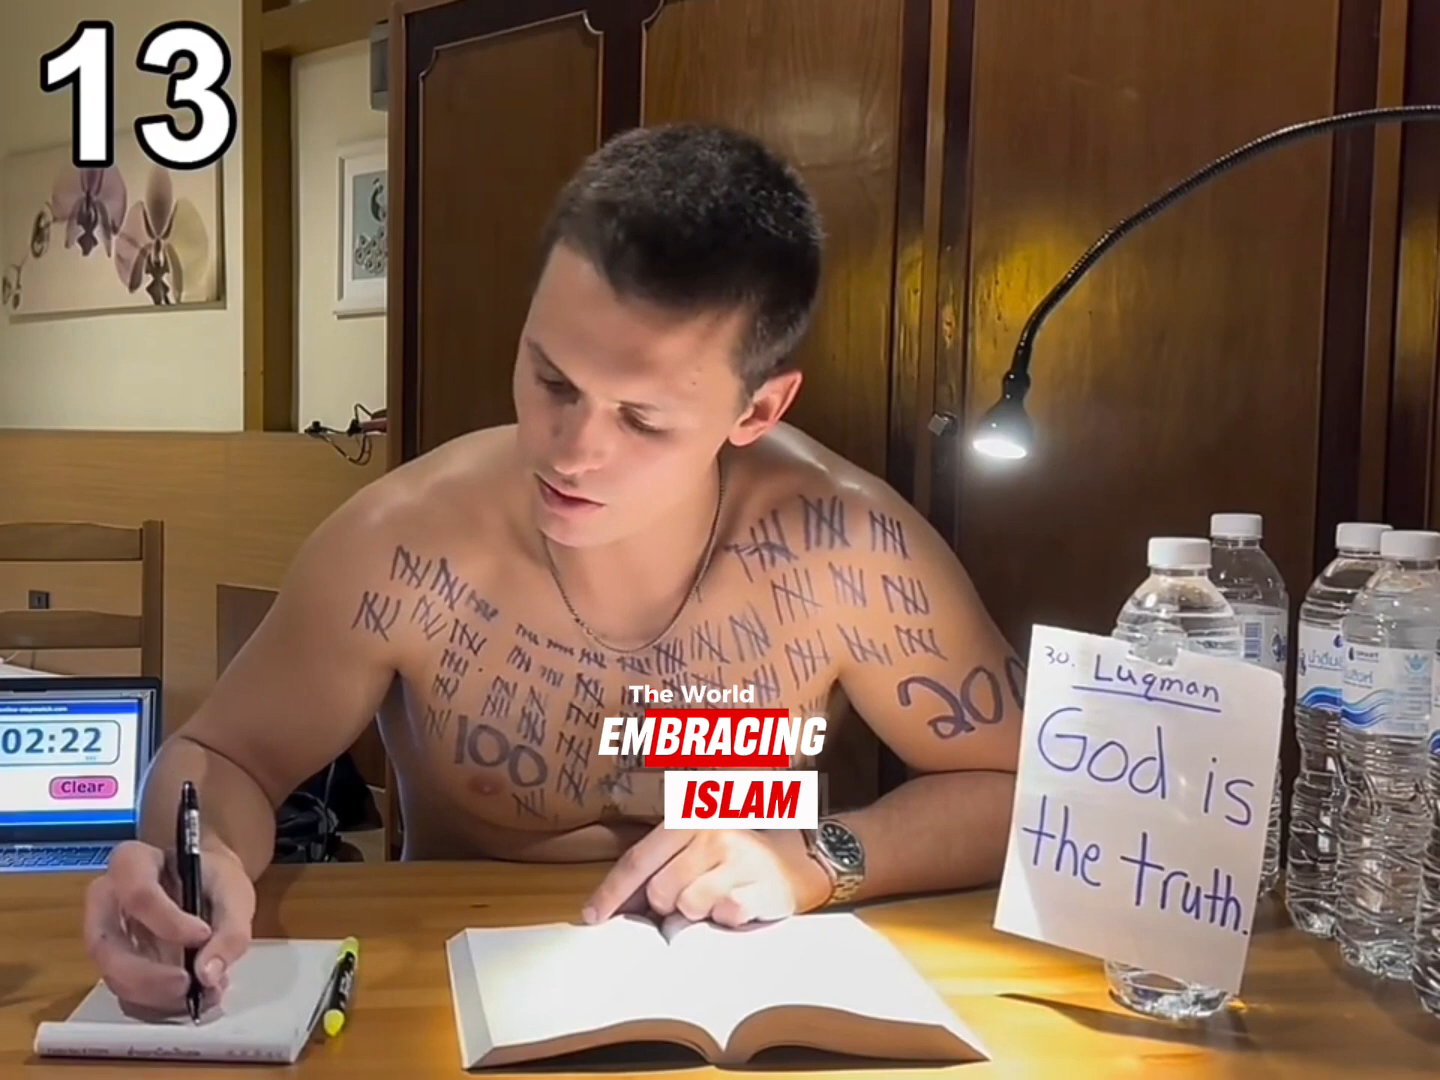 13
The World
EMBRACING
ISLAM
30. Luqman
God is
the truth.
100
200
02:22
Clear